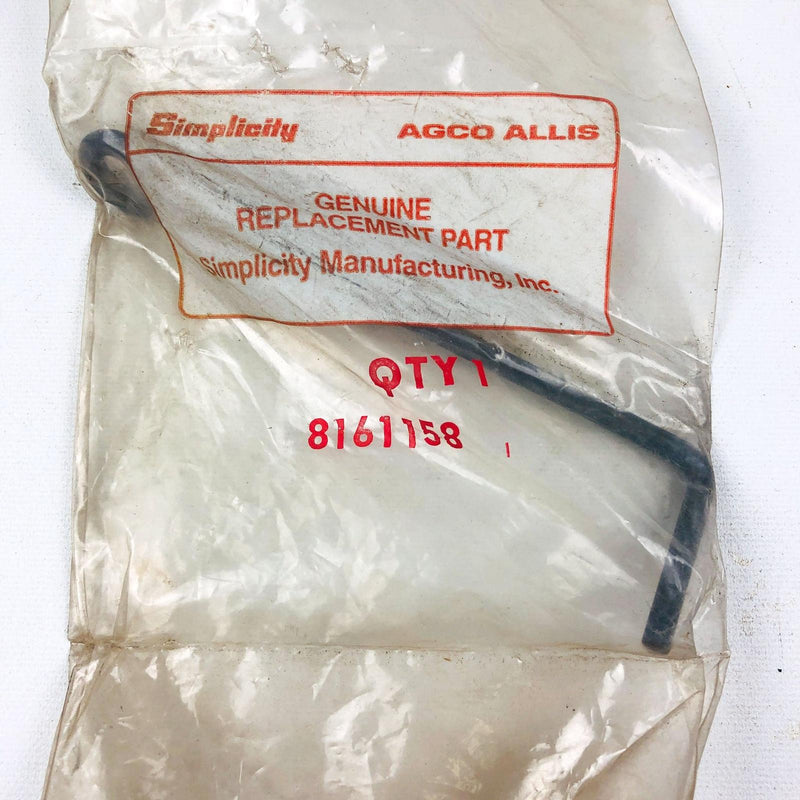 Simplicity AGCO ALLIS
GENUINE
REPLACEMENT PART
Simplicity Manufacturing, Inc.
QTY 1
8161158